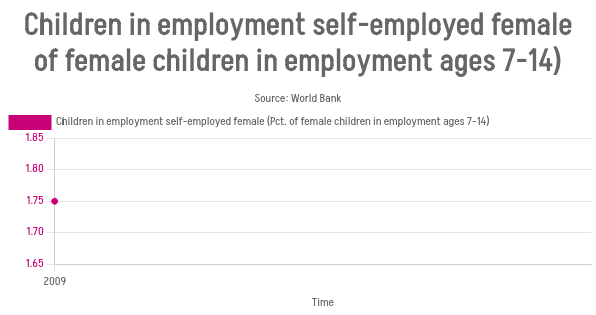 Children in employment self-employed female
of female children in employment ages 7-14)
Source: World Bank
Children in employment self-employed female (Pct. of female children in employment ages 7-14)
1.85
1.80
1.75
1.70
1.65
2009
Time